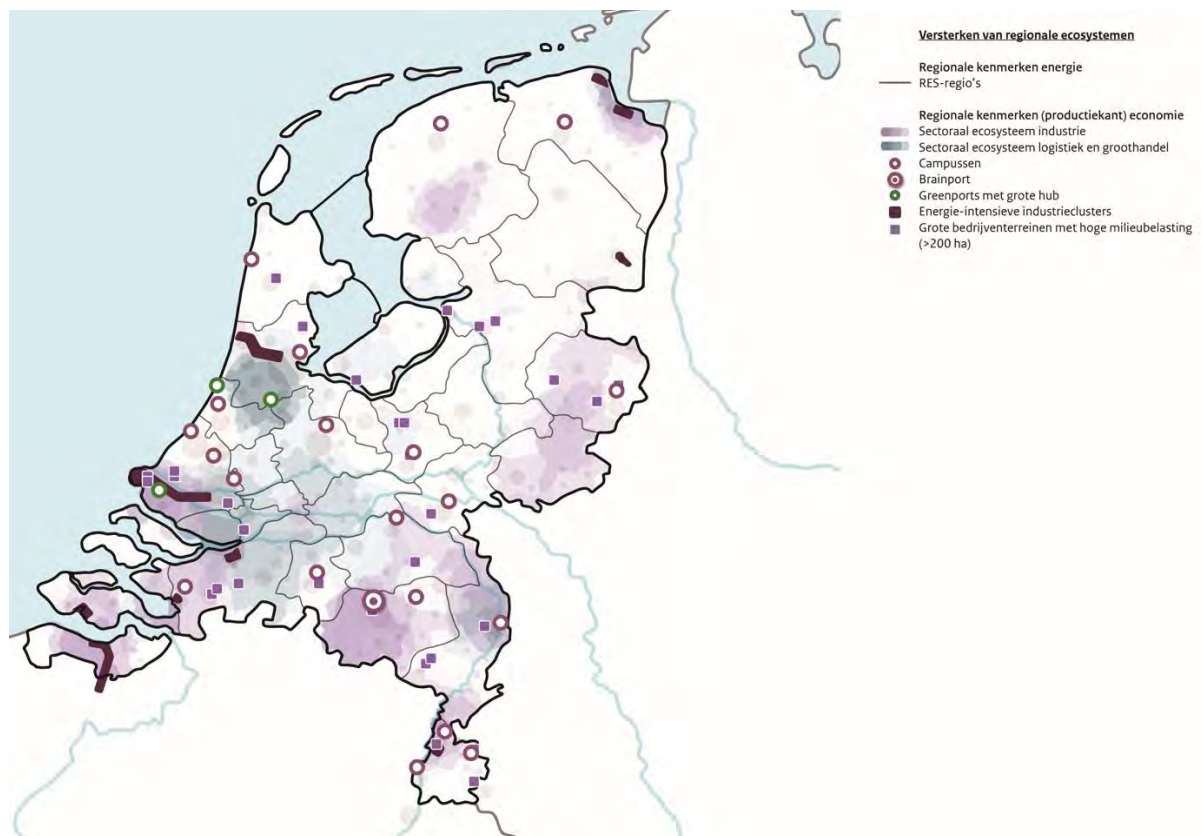 Versterken van regionale ecosystemen
Regionale kenmerken energie
RES-regio's
Regionale kenmerken (productiekant) economie
Sectoraal ecosysteem industrie
Sectoraal ecosysteem logistiek en groothandel
Campussen
Brainport
Greenports met grote hub
Energie-intensieve industrieclusters
Grote bedrijventerreinen met hoge milieubelasting
(>200 ha)